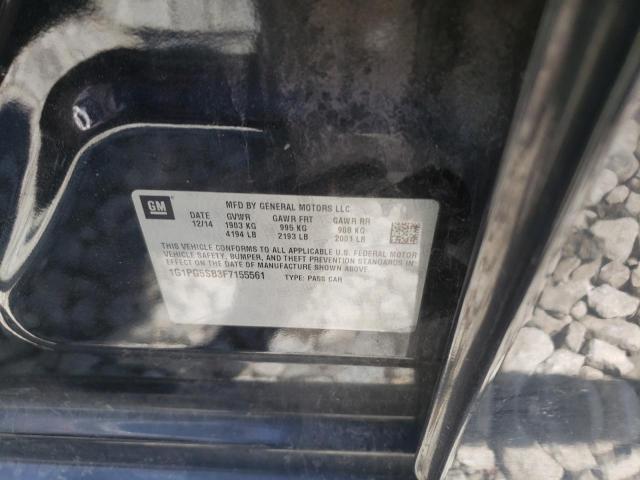 GM
MFD BY GENERAL MOTORS LLC
DATE GVWR GAWR FRT GAWR RR
12/14 1903 KG 995 KG 908 KG
4194 LB 2193 LB 2001 LB
THIS VEHICLE CONFORMS TO ALL APPLICABLE U.S. FEDERAL MOTOR
VEHICLE SAFETY, BUMPER, AND THEFT PREVENTION STANDARDS IN
EFFECT ON THE DATE OF MANUFACTURE SHOWN ABOVE.
1G1PG5SB3F7155561 TYPE: PASS CAR